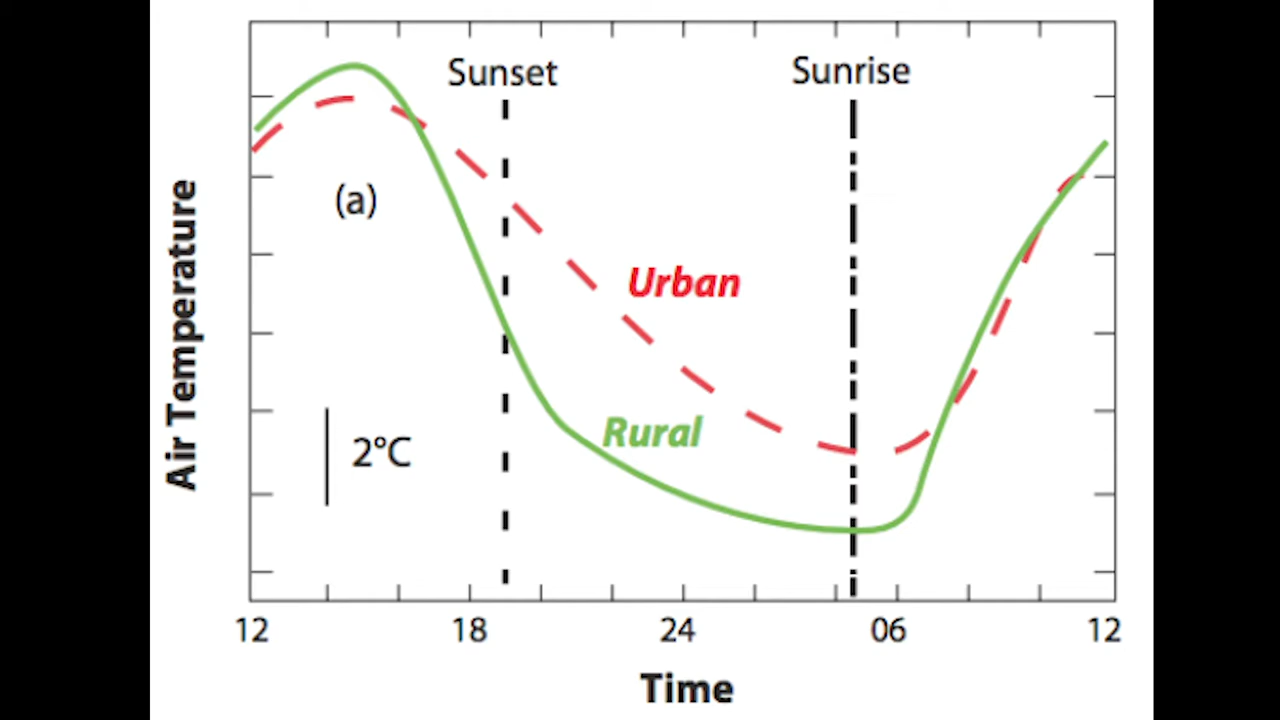 Sunset
Sunrise
(a)
Urban
Rural
2°C
Air Temperature
12 18 24 06 12
Time